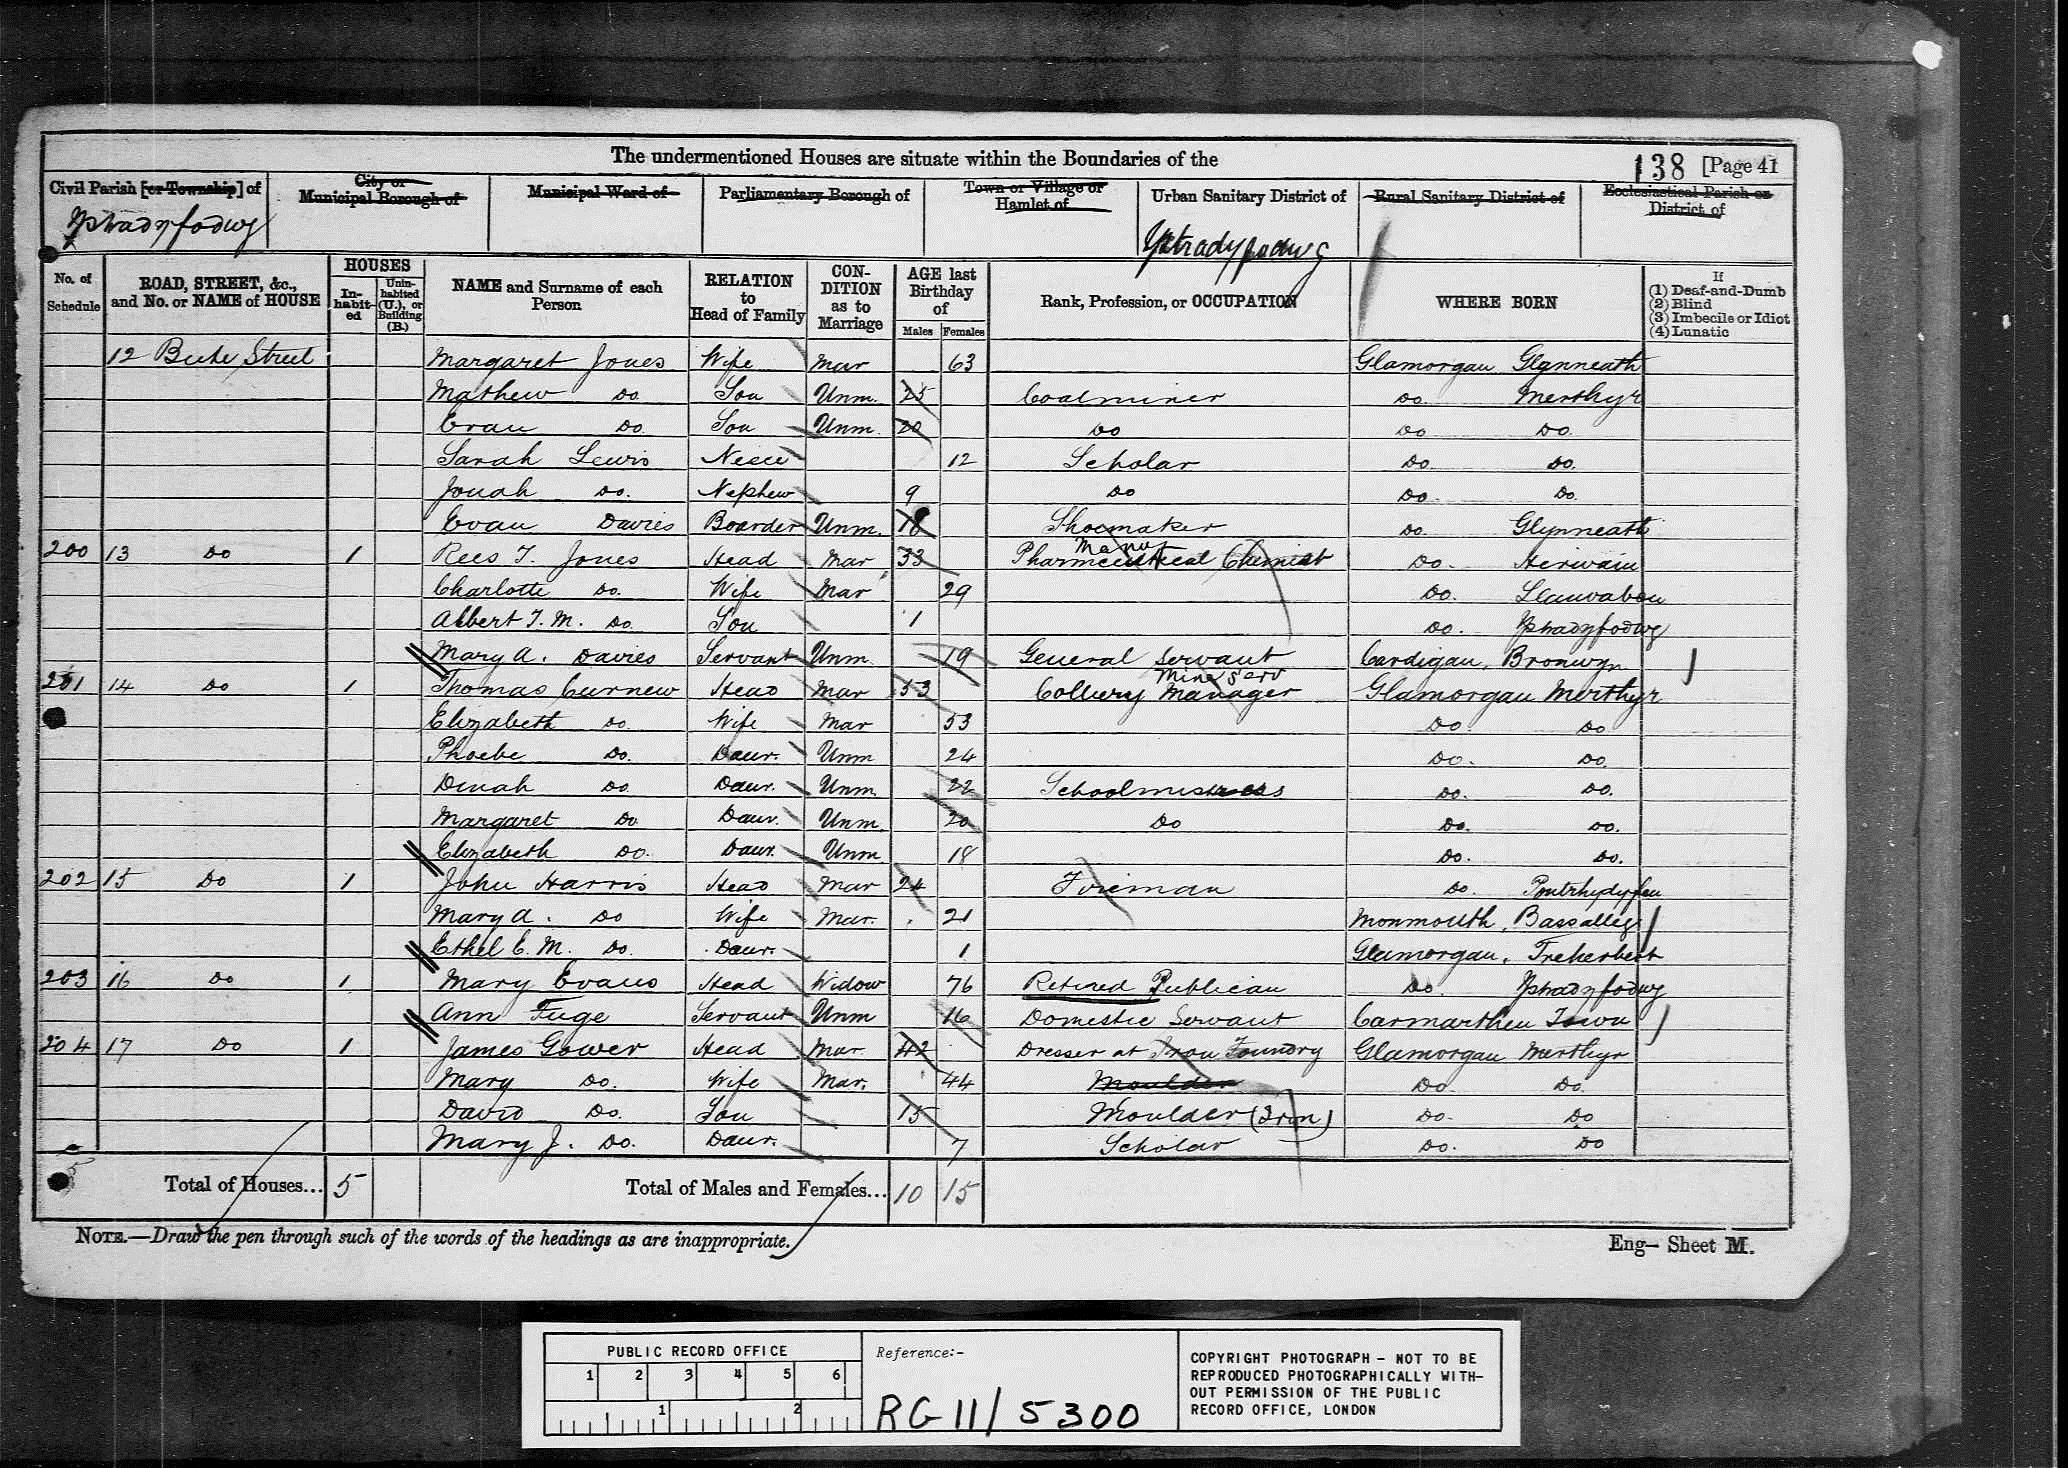 The undermentioned Houses are situate within the Boundaries of the
138 [Page 41
Civil Parish [or Township] of City or Municipal Borough of Municipal Ward of Parliamentary Borough of Town or Village or Hamlet of Urban Sanitary District of Rural Sanitary District of Ecclesiastical Parish or District of
Ystradyfodwg Ystradyfodwg
No. of Schedule ROAD, STREET, &c., and No. or NAME of HOUSE HOUSES In-habit-ed Unin-habited (U.), or Building (B.) NAME and Surname of each Person RELATION to Head of Family CON-DITION as to Marriage AGE last Birthday of Males Females Rank, Profession, or OCCUPATION WHERE BORN If (1) Deaf-and-Dumb (2) Blind (3) Imbecile or Idiot (4) Lunatic
12 Bute Street Margaret Jones Wife Mar 63 Glamorgan Glynneath
Mathew Do Son Unm. 25 Coalminer Do. Merthyr
Evan Do. Son Unm. 20 Do Do Do.
Sarah Lewis Niece 12 Scholar Do. Do.
Jonah Do. Nephew 9 Do Do. Do.
Evan Davies Boarder Unm. 18 Shoemaker Do. Glynneath
200 13 Do 1 Rees T. Jones Head Mar 33 Pharmceutical Chemist Manuf Do. Herwain
Charlotte Do. Wife Mar 29 Do. Llanvabon
Albert T. M. Do Son 1 Do. Ystradyfodwg
Mary A. Davies Servant Unm. 19 General Servant Cardigan, Bronwyn
201 14 Do 1 Thomas Curnew Head Mar 53 Colliery Manager Mine Serv Glamorgan Merthyr
Elizabeth Do. Wife Mar 53 Do. Do
Phoebe Do. Daur. Unm 24 Do. Do.
Dinah Do Daur. Unm. 22 Schoolmistress Do. Do.
Margaret Do Daur. Unm. 20 Do Do. Do.
Elizabeth Do. Daur. Unm 18 Do. Do.
202 15 Do 1 John Harris Head Mar 24 Fireman Do. Pontrhydyfen
Mary A. Do Wife Mar. 21 Monmouth, Bassalleg
Ethel E. M. Do. Daur. 1 Glamorgan, Treherbert
203 16 Do 1 Mary Evans Head Widow 76 Retired Publican Do. Ystradyfodwg
Ann Fuge Servant Unm 16 Domestic Servant Carmarthen Town
204 17 Do 1 James Gower Head Mar. 42 Dresser at Iron Foundry Glamorgan Merthyr
Mary Do. Wife Mar. 44 Moulder Do. Do.
David Do. Son 15 Moulder (Iron) Do. Do
Mary J. Do. Daur. 7 Scholar Do. Do
Total of Houses... 5 Total of Males and Females... 10 15
NOTE.—Draw the pen through such of the words of the headings as are inappropriate.
Eng— Sheet M.
PUBLIC RECORD OFFICE
1 2 3 4 5 6
1 2
Reference:-
RG 11/5300
COPYRIGHT PHOTOGRAPH - NOT TO BE
REPRODUCED PHOTOGRAPHICALLY WITH-
OUT PERMISSION OF THE PUBLIC
RECORD OFFICE, LONDON